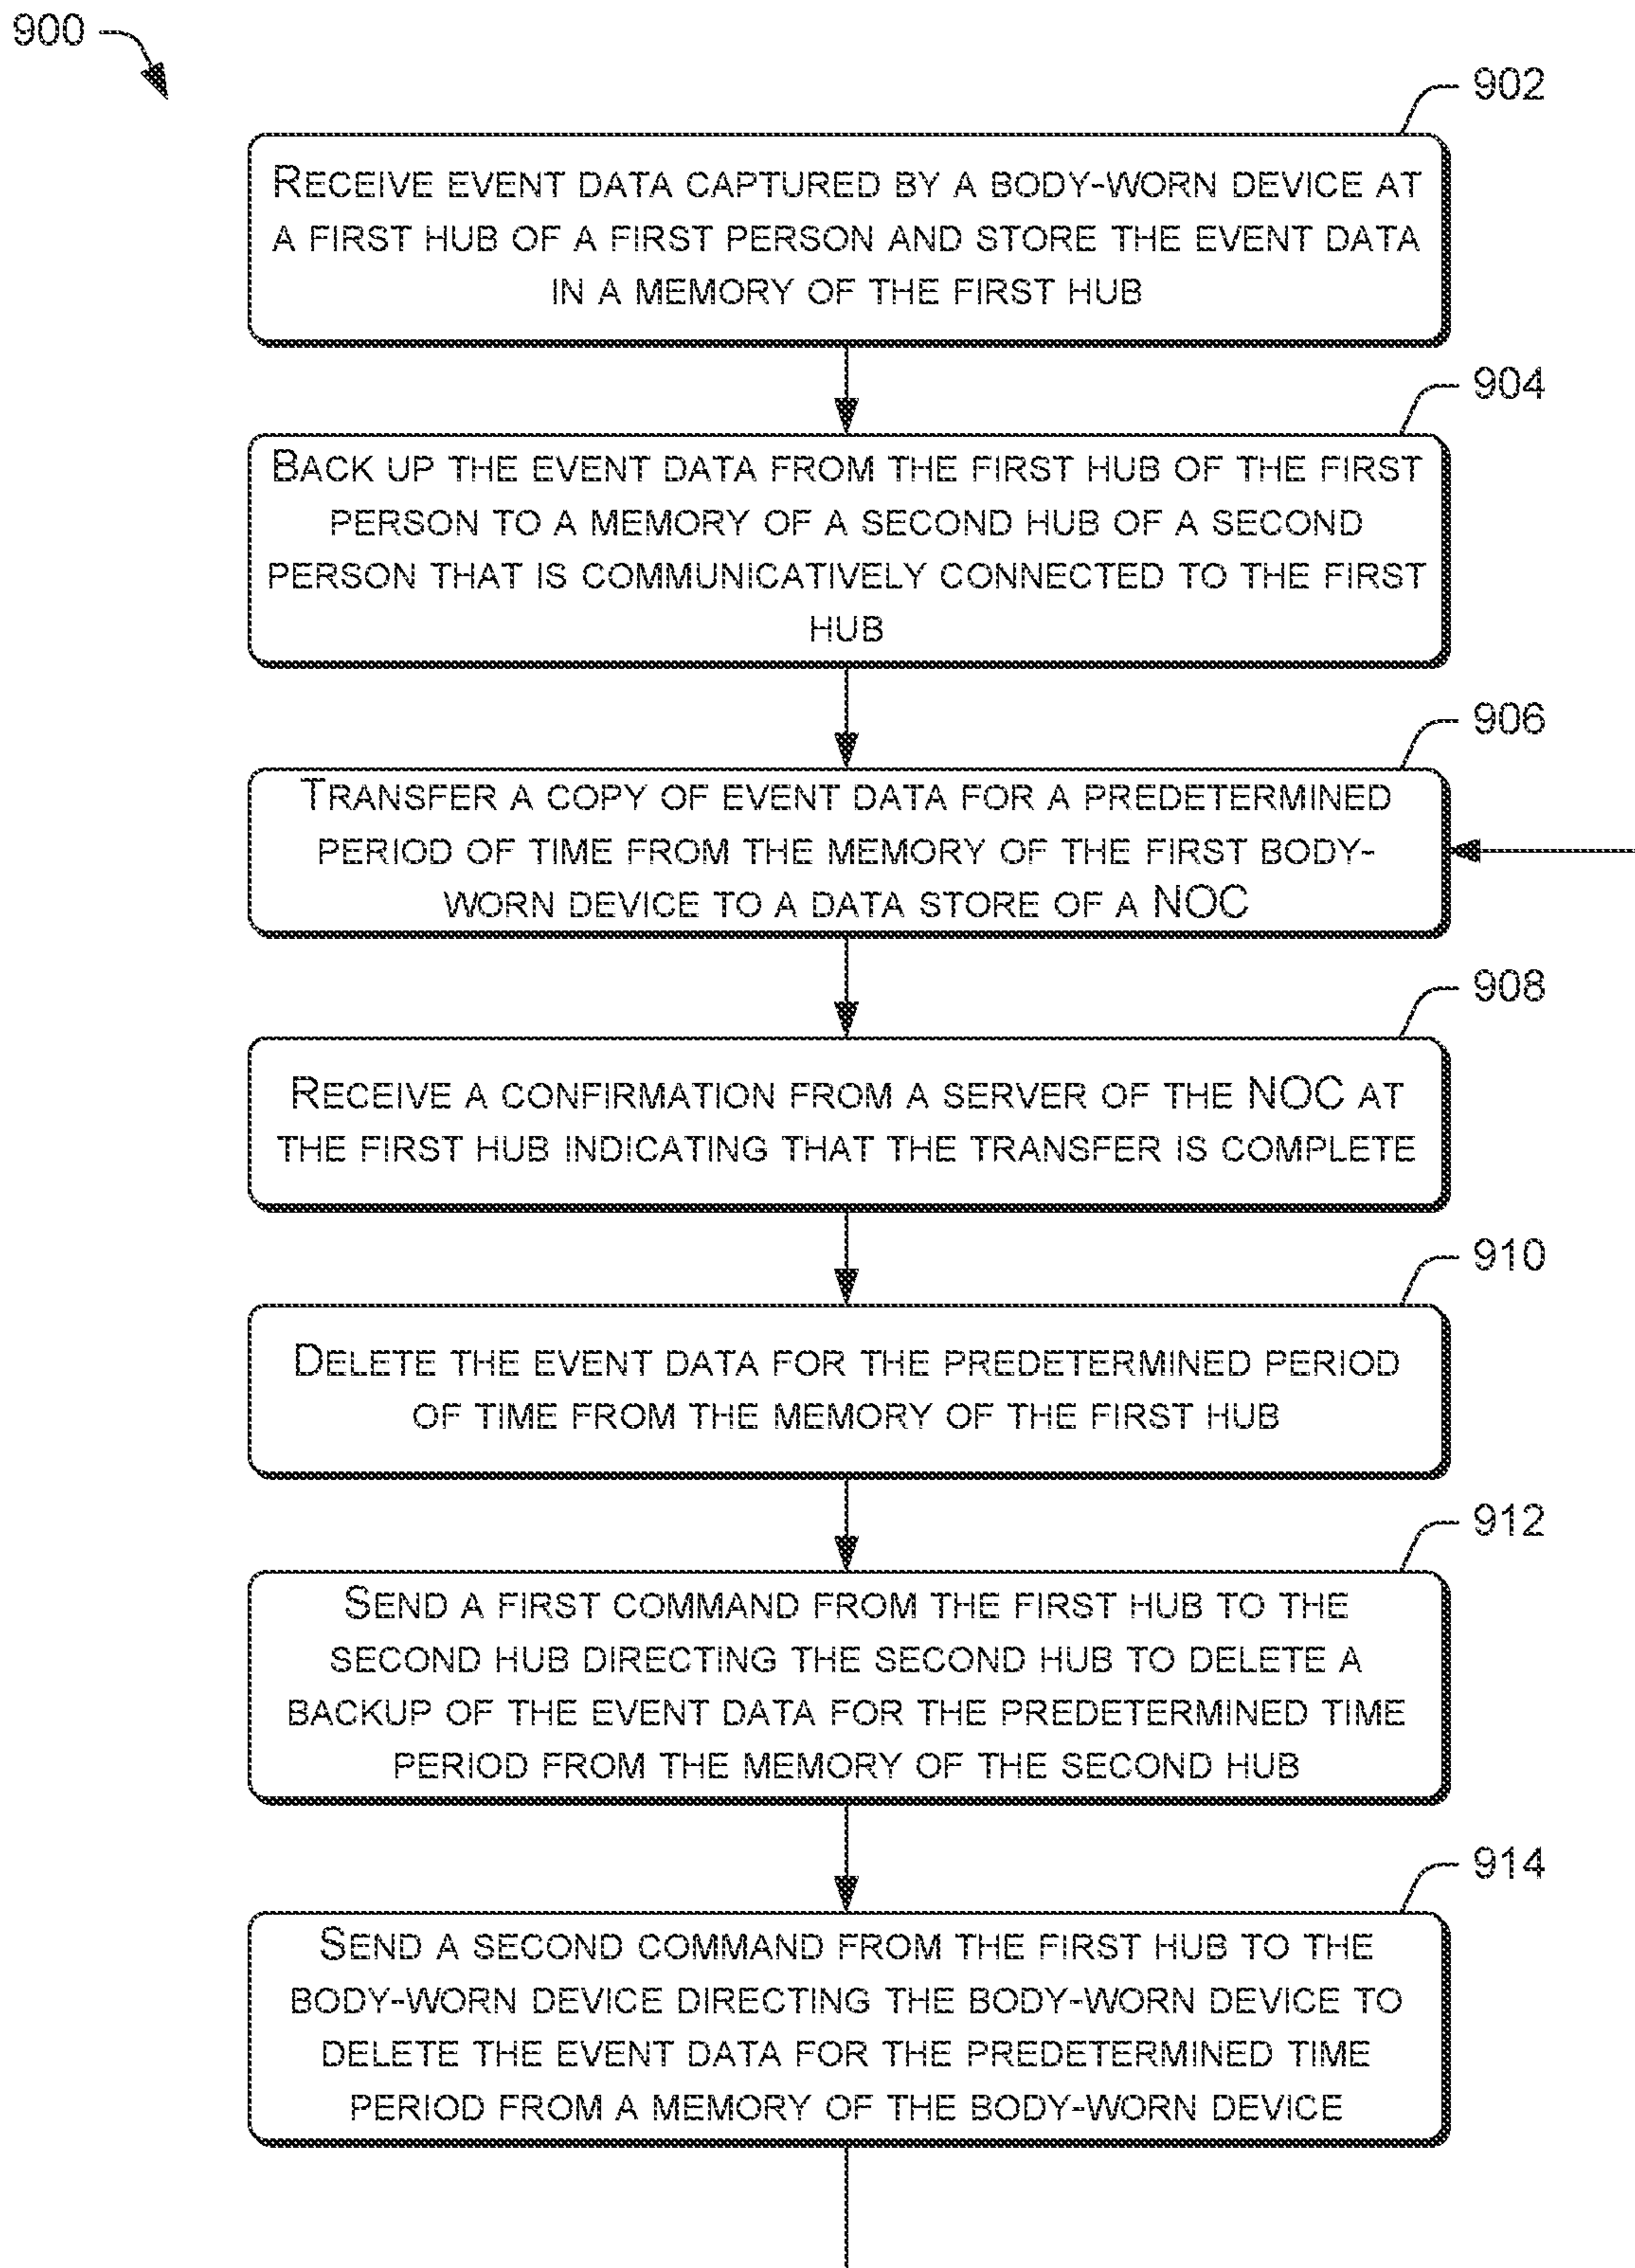 900
902
RECEIVE EVENT DATA CAPTURED BY A BODY-WORN DEVICE AT
A FIRST HUB OF A FIRST PERSON AND STORE THE EVENT DATA
IN A MEMORY OF THE FIRST HUB
904
BACK UP THE EVENT DATA FROM THE FIRST HUB OF THE FIRST
PERSON TO A MEMORY OF A SECOND HUB OF A SECOND
PERSON THAT IS COMMUNICATIVELY CONNECTED TO THE FIRST
HUB
906
TRANSFER A COPY OF EVENT DATA FOR A PREDETERMINED
PERIOD OF TIME FROM THE MEMORY OF THE FIRST BODY-
WORN DEVICE TO A DATA STORE OF A NOC
908
RECEIVE A CONFIRMATION FROM A SERVER OF THE NOC AT
THE FIRST HUB INDICATING THAT THE TRANSFER IS COMPLETE
910
DELETE THE EVENT DATA FOR THE PREDETERMINED PERIOD
OF TIME FROM THE MEMORY OF THE FIRST HUB
912
SEND A FIRST COMMAND FROM THE FIRST HUB TO THE
SECOND HUB DIRECTING THE SECOND HUB TO DELETE A
BACKUP OF THE EVENT DATA FOR THE PREDETERMINED TIME
PERIOD FROM THE MEMORY OF THE SECOND HUB
914
SEND A SECOND COMMAND FROM THE FIRST HUB TO THE
BODY-WORN DEVICE DIRECTING THE BODY-WORN DEVICE TO
DELETE THE EVENT DATA FOR THE PREDETERMINED TIME
PERIOD FROM A MEMORY OF THE BODY-WORN DEVICE